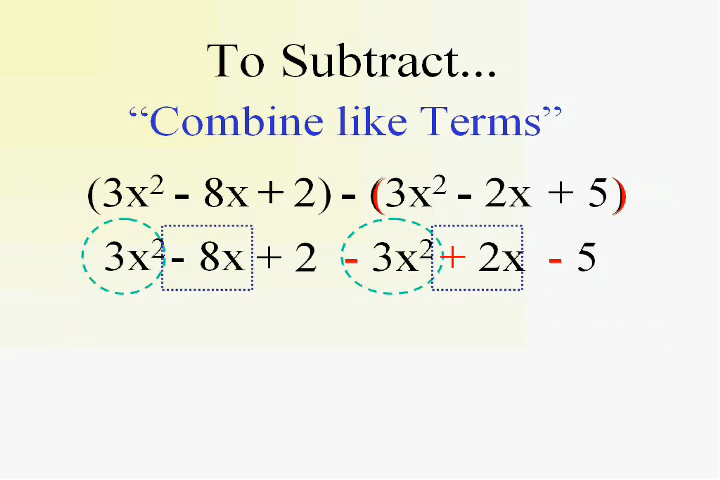 To Subtract...
“Combine like Terms”
(3x² - 8x + 2) - (3x² - 2x + 5)
3x² - 8x + 2 - 3x² + 2x - 5